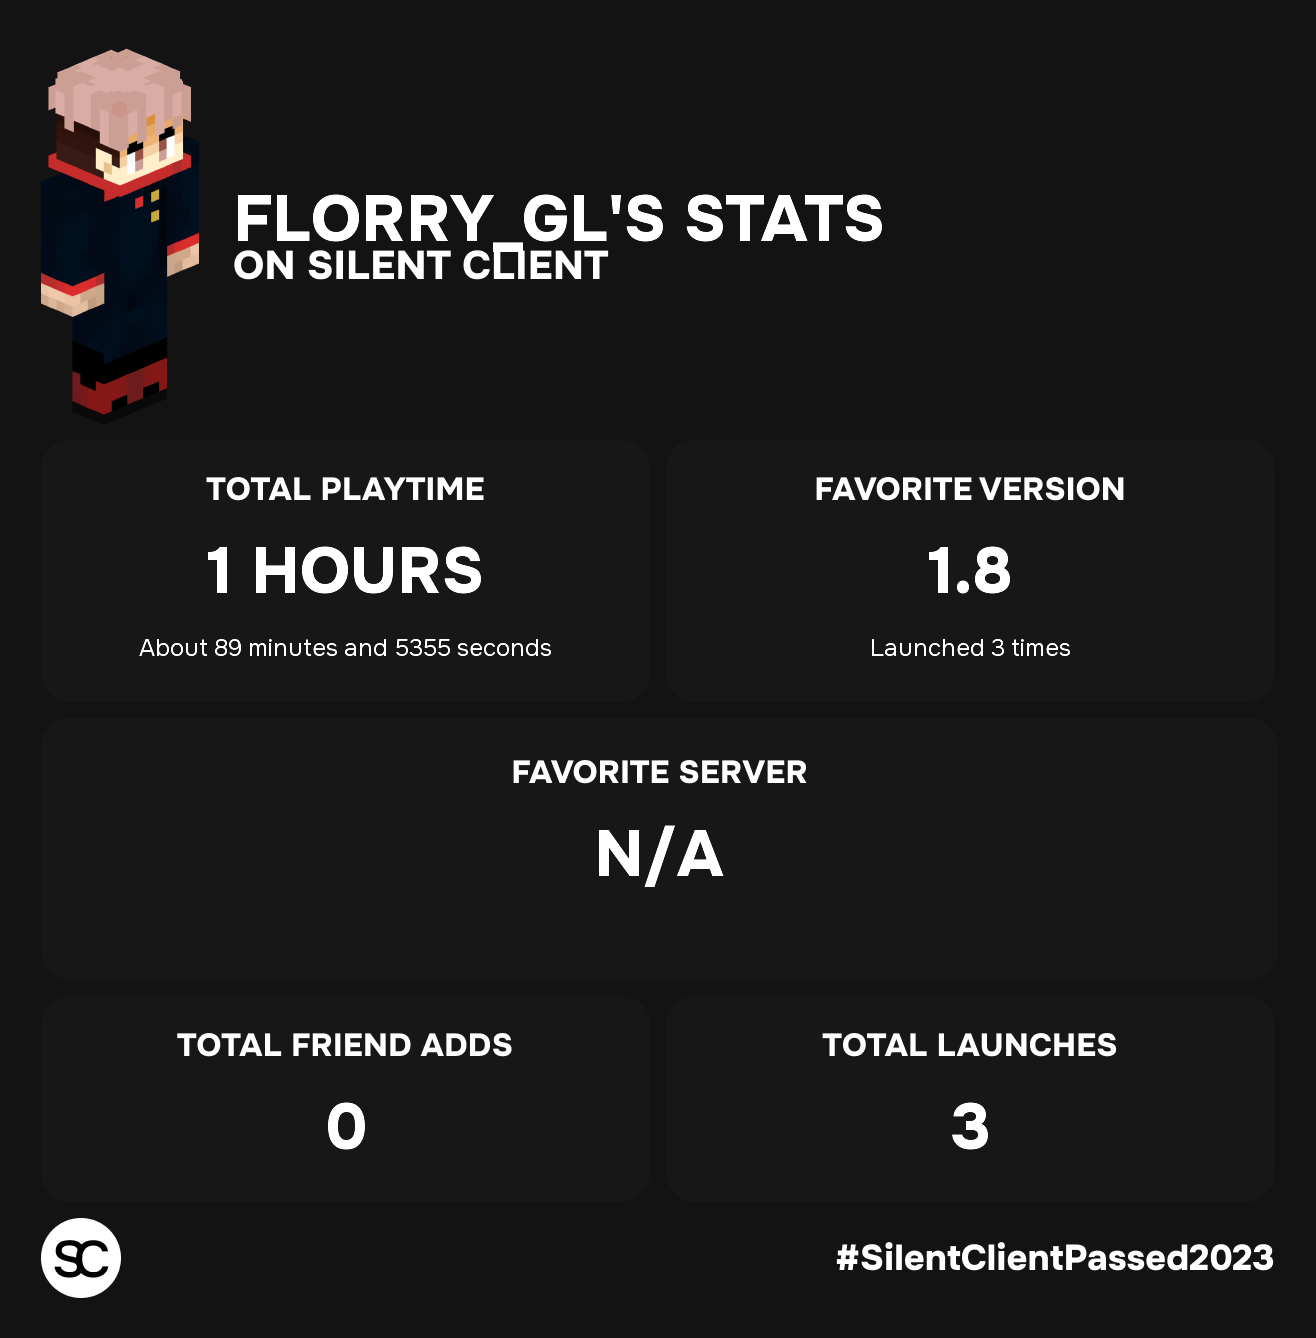 FLORRY_GL'S STATS
ON SILENT CLIENT
TOTAL PLAYTIME
1 HOURS
About 89 minutes and 5355 seconds
FAVORITE VERSION
1.8
Launched 3 times
FAVORITE SERVER
N/A
TOTAL FRIEND ADDS
0
TOTAL LAUNCHES
3
SC
#SilentClientPassed2023